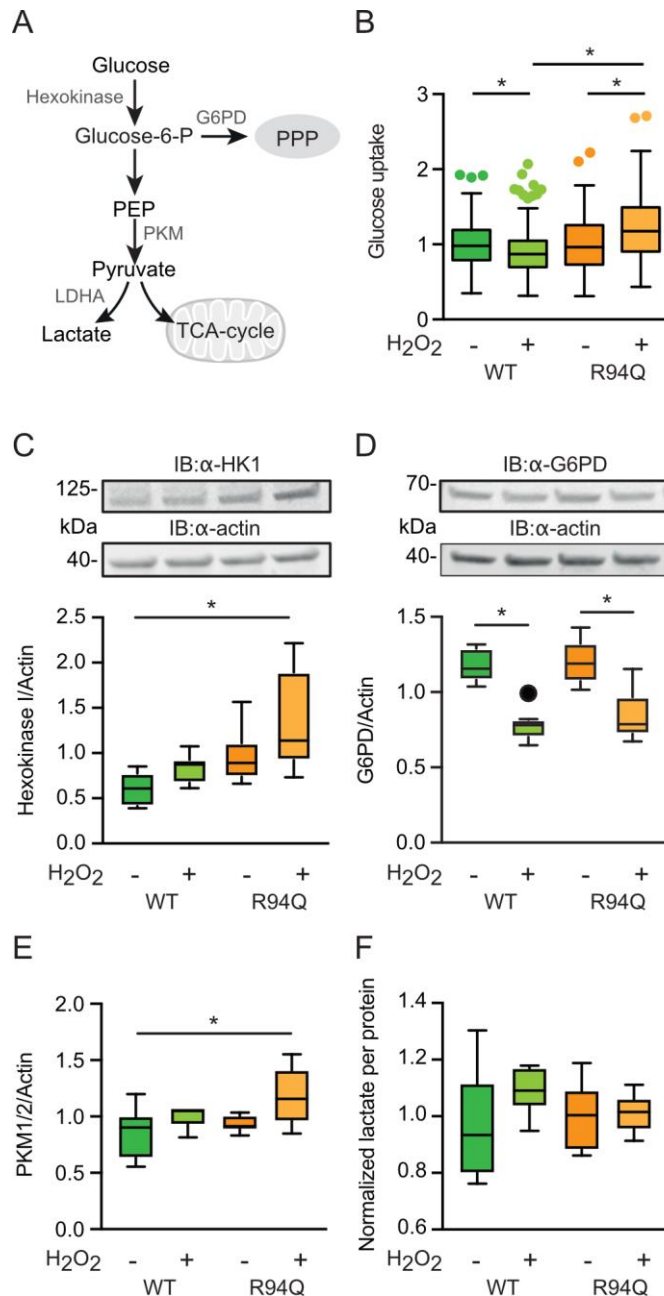 A
Glucose
Hexokinase
G6PD
Glucose-6-P
PPP
PEP
PKM
Pyruvate
LDHA
Lactate
TCA-cycle
B
*
* *
Glucose uptake
3
2
1
0
H2O2 - + - +
WT R94Q
C
IB:α-HK1
125-
kDa
IB:α-actin
40-
*
Hexokinase I/Actin
2.5
2.0
1.5
1.0
0.5
0.0
H2O2 - + - +
WT R94Q
D
IB:α-G6PD
70-
kDa
IB:α-actin
40-
* *
G6PD/Actin
1.5
1.0
0.5
0.0
H2O2 - + - +
WT R94Q
E
*
PKM1/2/Actin
2.0
1.5
1.0
0.5
0.0
H2O2 - + - +
WT R94Q
F
Normalized lactate per protein
1.4
1.2
1.0
0.8
0.6
H2O2 - + - +
WT R94Q